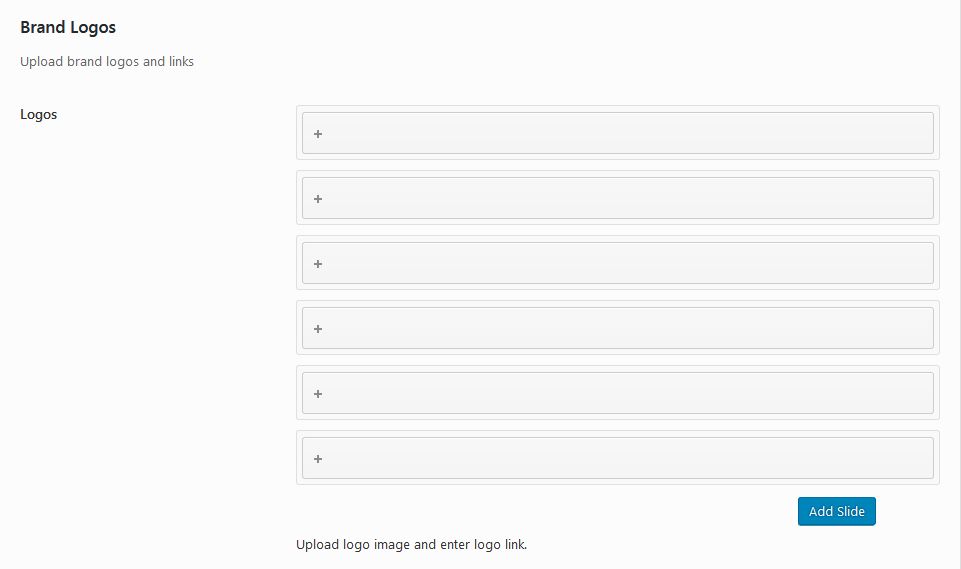 Brand Logos
Upload brand logos and links
Logos
+
+
+
+
+
+
Add Slide
Upload logo image and enter logo link.